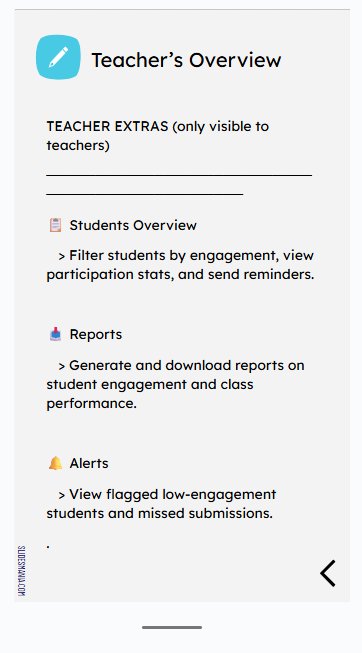 Teacher’s Overview
TEACHER EXTRAS (only visible to
teachers)
______________________________________
____________________________
📋 Students Overview
> Filter students by engagement, view
participation stats, and send reminders.
📥 Reports
> Generate and download reports on
student engagement and class
performance.
🔔 Alerts
> View flagged low-engagement
students and missed submissions.
.
SLIDESMANIA.COM